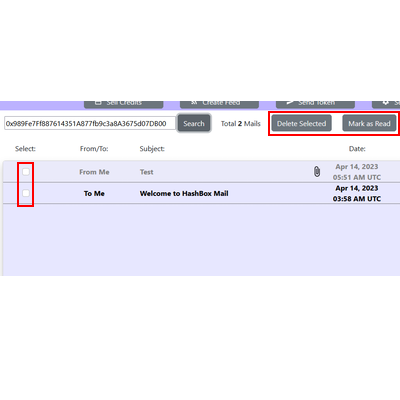 Sell Credits Create Feed Send Token
0x989Fe7Ff887614351A877fb9c3a8A3675d07DB00 Search Total 2 Mails Delete Selected Mark as Read
Select: From/To: Subject: Date:
From Me Test Apr 14, 2023
05:51 AM UTC
To Me Welcome to HashBox Mail Apr 14, 2023
03:58 AM UTC